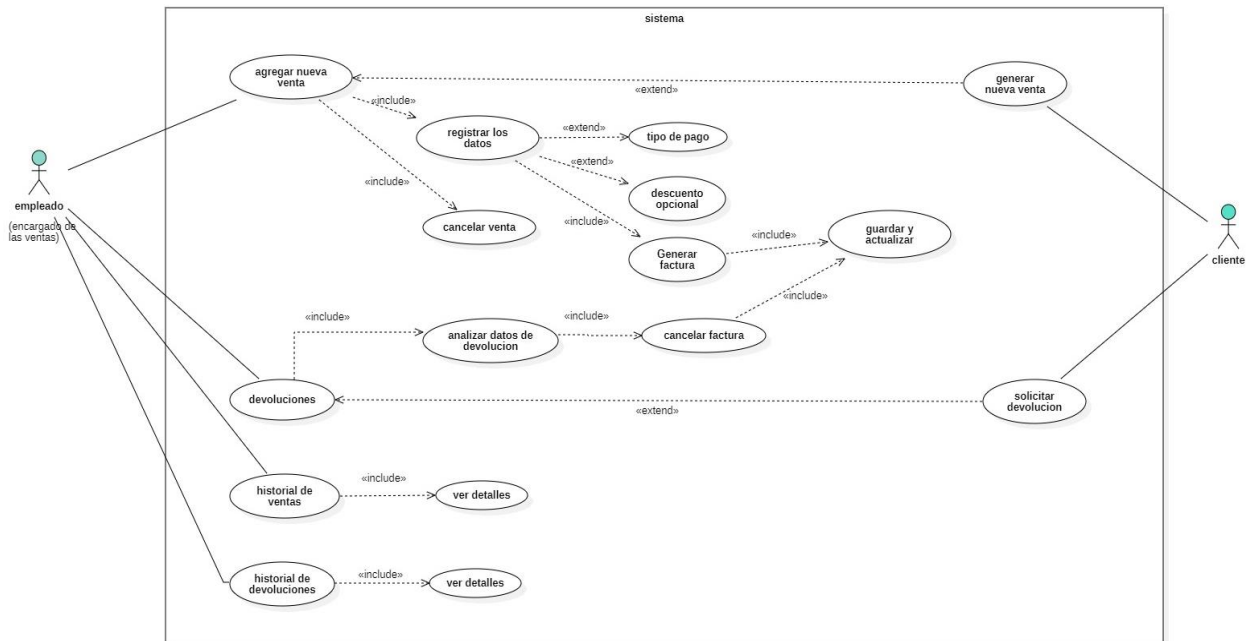 sistema
agregar nueva
venta
generar
nueva venta
«extend»
«include»
registrar los
datos
«extend»
tipo de pago
«extend»
«include»
descuento
opcional
«include»
cancelar venta
empleado
(encargado de
las ventas)
Generar
factura
«include»
guardar y
actualizar
cliente
«include»
«include»
analizar datos de
devolucion
«include»
cancelar factura
devoluciones
«extend»
solicitar
devolucion
historial de
ventas
«include»
ver detalles
historial de
devoluciones
«include»
ver detalles